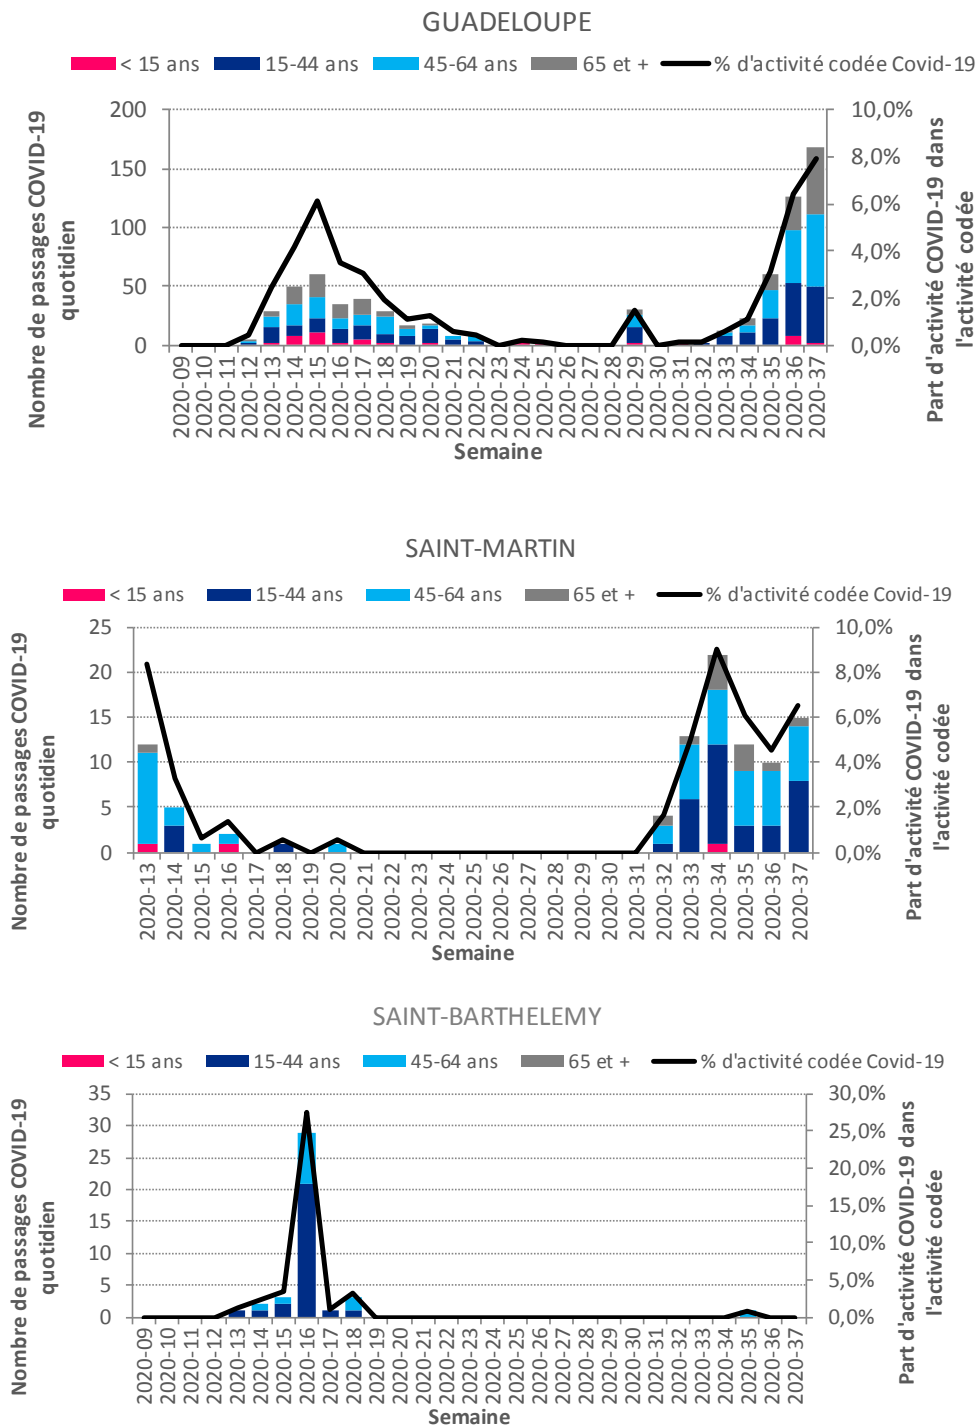 GUADELOUPE
< 15 ans 15-44 ans 45-64 ans 65 et + % d'activité codée Covid-19
Nombre de passages COVID-19
quotidien
200
150
100
50
0
10,0%
8,0%
6,0%
4,0%
2,0%
0,0%
Part d'activité COVID-19 dans
l'activité codée
2020-09 2020-10 2020-11 2020-12 2020-13 2020-14 2020-15 2020-16 2020-17 2020-18 2020-19 2020-20 2020-21 2020-22 2020-23 2020-24 2020-25 2020-26 2020-27 2020-28 2020-29 2020-30 2020-31 2020-32 2020-33 2020-34 2020-35 2020-36 2020-37
Semaine
SAINT-MARTIN
< 15 ans 15-44 ans 45-64 ans 65 et + % d'activité codée Covid-19
Nombre de passages COVID-19
quotidien
25
20
15
10
5
0
10,0%
8,0%
6,0%
4,0%
2,0%
0,0%
Part d'activité COVID-19 dans
l'activité codée
2020-13 2020-14 2020-15 2020-16 2020-17 2020-18 2020-19 2020-20 2020-21 2020-22 2020-23 2020-24 2020-25 2020-26 2020-27 2020-28 2020-29 2020-30 2020-31 2020-32 2020-33 2020-34 2020-35 2020-36 2020-37
Semaine
SAINT-BARTHELEMY
< 15 ans 15-44 ans 45-64 ans 65 et + % d'activité codée Covid-19
Nombre de passages COVID-19
quotidien
35
30
25
20
15
10
5
0
30,0%
25,0%
20,0%
15,0%
10,0%
5,0%
0,0%
Part d'activité COVID-19 dans
l'activité codée
2020-09 2020-10 2020-11 2020-12 2020-13 2020-14 2020-15 2020-16 2020-17 2020-18 2020-19 2020-20 2020-21 2020-22 2020-23 2020-24 2020-25 2020-26 2020-27 2020-28 2020-29 2020-30 2020-31 2020-32 2020-33 2020-34 2020-35 2020-36 2020-37
Semaine